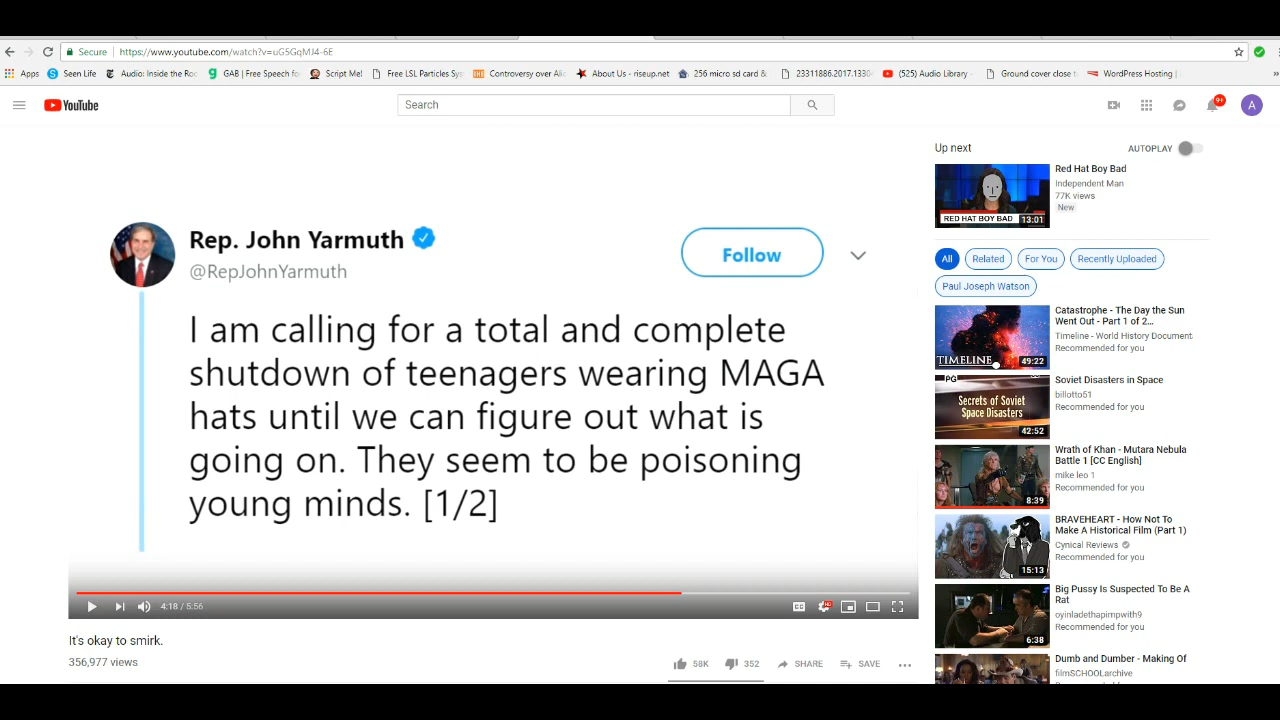 Secure
https://www.youtube.com/watch?v=uG5GqMJ4-6E
Apps
Seen Life
Audio: Inside the Roc
GAB | Free Speech fo
Script Me!
Free LSL Particles Sy
Controversy over Ali
About Us - riseup.net
256 micro sd card &
23311886.2017.1330
(525) Audio Library
Ground cover close t
WordPress Hosting |
YouTube
Search
9+
A
Rep. John Yarmuth
@RepJohnYarmuth
Follow
I am calling for a total and complete
shutdown of teenagers wearing MAGA
hats until we can figure out what is
going on. They seem to be poisoning
young minds. [1/2]
4:18 / 5:56
CC
HD
It's okay to smirk.
356,977 views
58K
352
SHARE
SAVE
Up next
AUTOPLAY
RED HAT BOY BAD
13:01
Red Hat Boy Bad
Independent Man
77K views
New
All
Related
For You
Recently Uploaded
Paul Joseph Watson
TIMELINE
49:22
Catastrophe - The Day the Sun
Went Out - Part 1 of 2...
Timeline - World History Document
Recommended for you
PG
Secrets of Soviet
Space Disasters
42:52
Soviet Disasters in Space
billotto51
Recommended for you
8:39
Wrath of Khan - Mutara Nebula
Battle 1 [CC English]
mike leo 1
Recommended for you
15:13
BRAVEHEART - How Not To
Make A Historical Film (Part 1)
Cynical Reviews
Recommended for you
6:38
Big Pussy Is Suspected To Be A
Rat
oyinladethapimpwith9
Recommended for you
Dumb and Dumber - Making Of
filmSCHOOLarchive